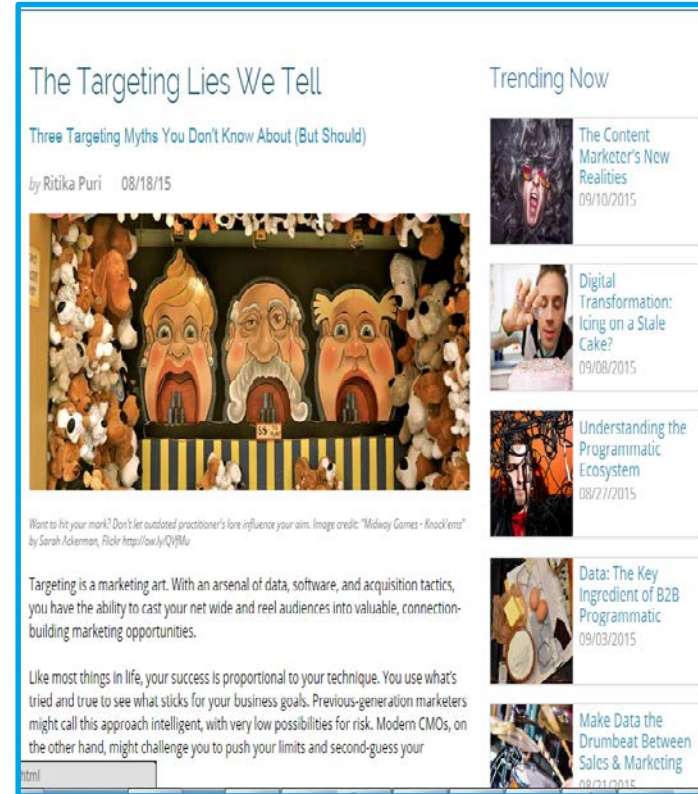 The Targeting Lies We Tell
Three Targeting Myths You Don't Know About (But Should)
by Ritika Puri 08/18/15
$5
Want to hit your mark? Don't let outdated practitioner's lore influence your aim. Image credit: "Midway Games - Knock'ems"
by Sarah Ackerman, Flickr http://ow.ly/QVfMu
Targeting is a marketing art. With an arsenal of data, software, and acquisition tactics,
you have the ability to cast your net wide and reel audiences into valuable, connection-
building marketing opportunities.
Like most things in life, your success is proportional to your technique. You use what's
tried and true to see what sticks for your business goals. Previous-generation marketers
might call this approach intelligent, with very low possibilities for risk. Modern CMOs, on
the other hand, might challenge you to push your limits and second-guess your
html
Trending Now
The Content
Marketer's New
Realities
09/10/2015
Digital
Transformation:
Icing on a Stale
Cake?
09/08/2015
Understanding the
Programmatic
Ecosystem
08/27/2015
Data: The Key
Ingredient of B2B
Programmatic
09/03/2015
Make Data the
Drumbeat Between
Sales & Marketing
08/21/2015